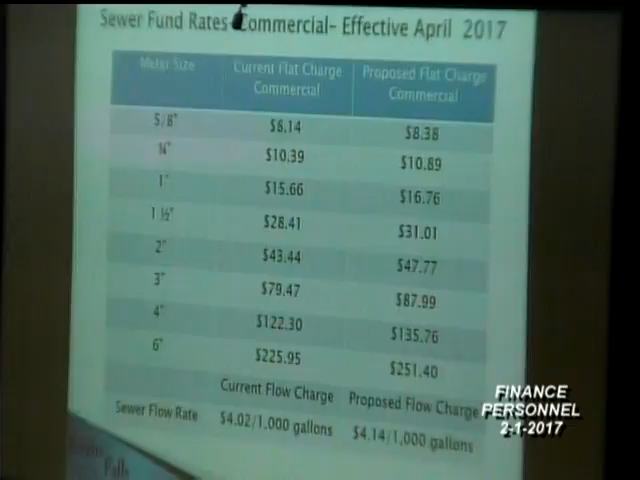 Sewer Fund Rates Commercial- Effective April 2017
Meter Size Current Flat Charge Commercial Proposed Flat Charge Commercial
5/8" $8.14 $8.38
¾" $10.39 $10.89
1" $15.66 $16.76
1 ½" $28.41 $31.01
2" $43.44 $47.77
3" $79.47 $87.99
4" $122.30 $135.76
6" $225.95 $251.40
Current Flow Charge Proposed Flow Charge
Sewer Flow Rate $4.02/1,000 gallons $4.14/1,000 gallons
Falls
FINANCE
PERSONNEL
2-1-2017